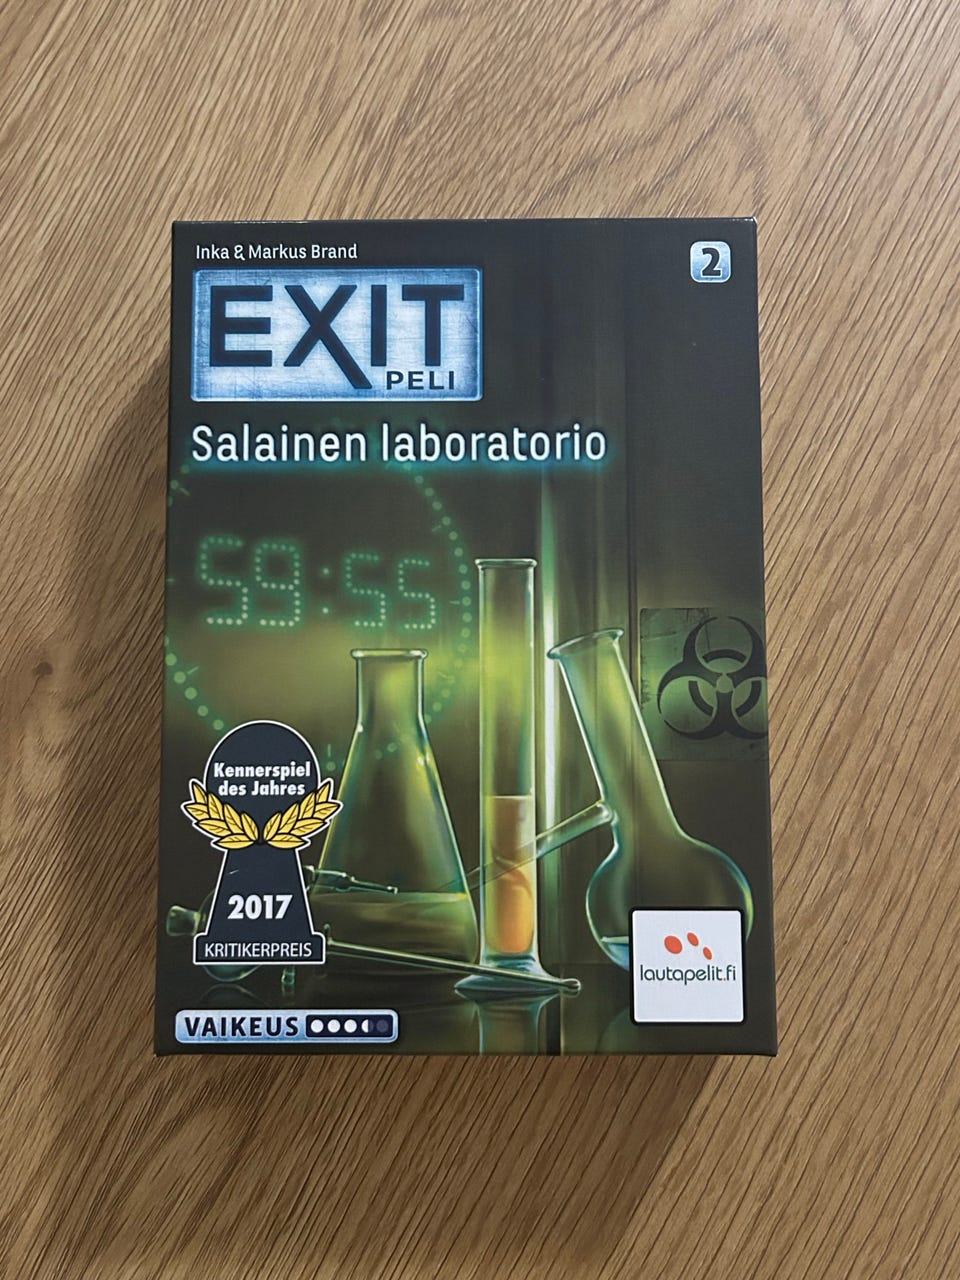 Inka & Markus Brand
2
EXIT
PELI
Salainen laboratorio
59:55
Kennerspiel
des Jahres
2017
KRITIKERPREIS
lautapelit.fi
VAIKEUS